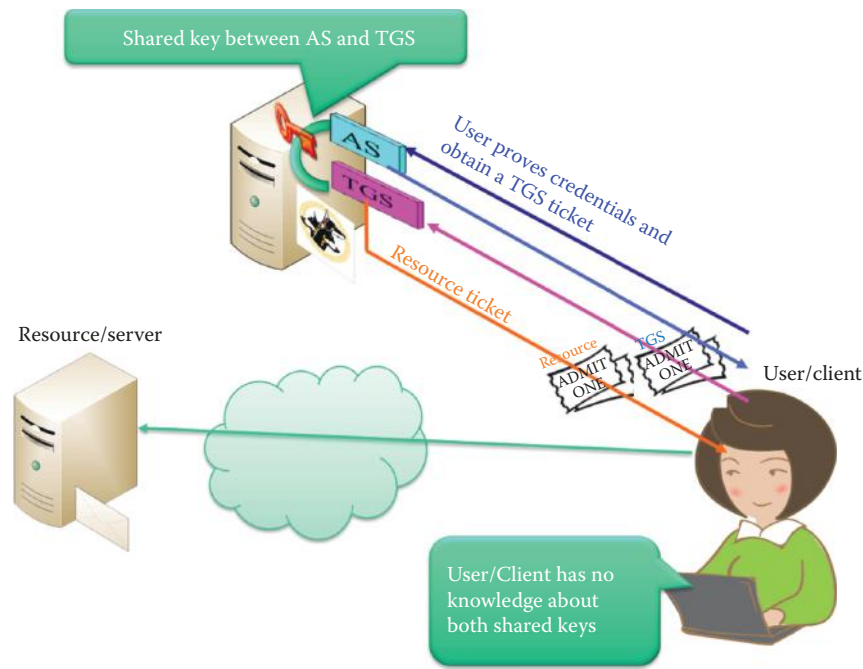 Shared key between AS and TGS
AS
TGS
User proves credentials and
obtain a TGS ticket
Resource ticket
Resource
ADMIT
ONE
TGS
ADMIT
ONE
Resource/server
User/client
User/Client has no
knowledge about
both shared keys